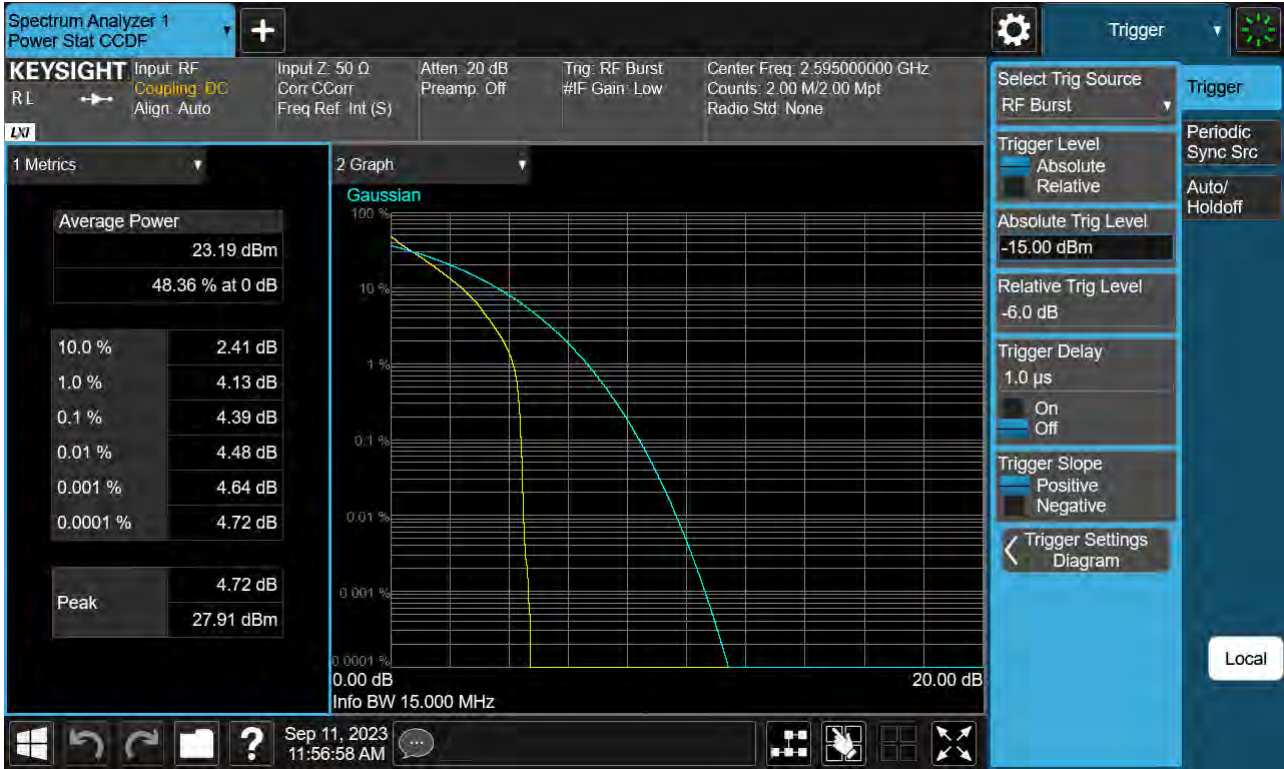 Spectrum Analyzer 1
Power Stat CCDF
+
Trigger
KEYSIGHT
RL
LXI
Input: RF
Coupling: DC
Align: Auto
Input Z: 50 Ω
Corr CCorr
Freq Ref: Int (S)
Atten: 20 dB
Preamp: Off
Trig: RF Burst
#IF Gain: Low
Center Freq: 2.595000000 GHz
Counts: 2.00 M/2.00 Mpt
Radio Std: None
1 Metrics
Average Power
23.19 dBm
48.36 % at 0 dB
10.0 % 2.41 dB
1.0 % 4.13 dB
0.1 % 4.39 dB
0.01 % 4.48 dB
0.001 % 4.64 dB
0.0001 % 4.72 dB
Peak
4.72 dB
27.91 dBm
2 Graph
Gaussian
100 %
10 %
1 %
0.1 %
0.01 %
0.001 %
0.0001 %
0.00 dB 20.00 dB
Info BW 15.000 MHz
Select Trig Source
RF Burst
Trigger Level
Absolute
Relative
Absolute Trig Level
-15.00 dBm
Relative Trig Level
-6.0 dB
Trigger Delay
1.0 µs
On
Off
Trigger Slope
Positive
Negative
Trigger Settings
Diagram
Trigger
Periodic
Sync Src
Auto/
Holdoff
Local
?
Sep 11, 2023
11:56:58 AM